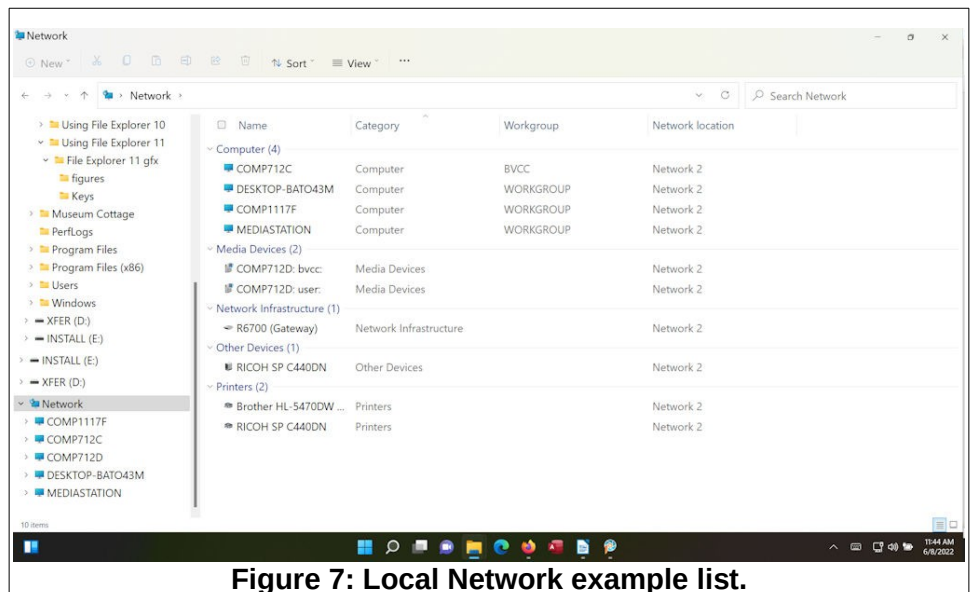 Network
New Sort View ...
Network
Search Network
Using File Explorer 10
Using File Explorer 11
File Explorer 11 gfx
figures
Keys
Museum Cottage
PerfLogs
Program Files
Program Files (x86)
Users
Windows
XFER (D:)
INSTALL (E:)
INSTALL (E:)
XFER (D:)
Network
COMP1117F
COMP712C
COMP712D
DESKTOP-BATO43M
MEDIASTATION
Name Category Workgroup Network location
Computer (4)
COMP712C Computer BVCC Network 2
DESKTOP-BATO43M Computer WORKGROUP Network 2
COMP1117F Computer WORKGROUP Network 2
MEDIASTATION Computer WORKGROUP Network 2
Media Devices (2)
COMP712D: bvcc: Media Devices Network 2
COMP712D: user: Media Devices Network 2
Network Infrastructure (1)
R6700 (Gateway) Network Infrastructure Network 2
Other Devices (1)
RICOH SP C440DN Other Devices Network 2
Printers (2)
Brother HL-5470DW ... Printers Network 2
RICOH SP C440DN Printers Network 2
10 items
11:44 AM
6/8/2022
Figure 7: Local Network example list.